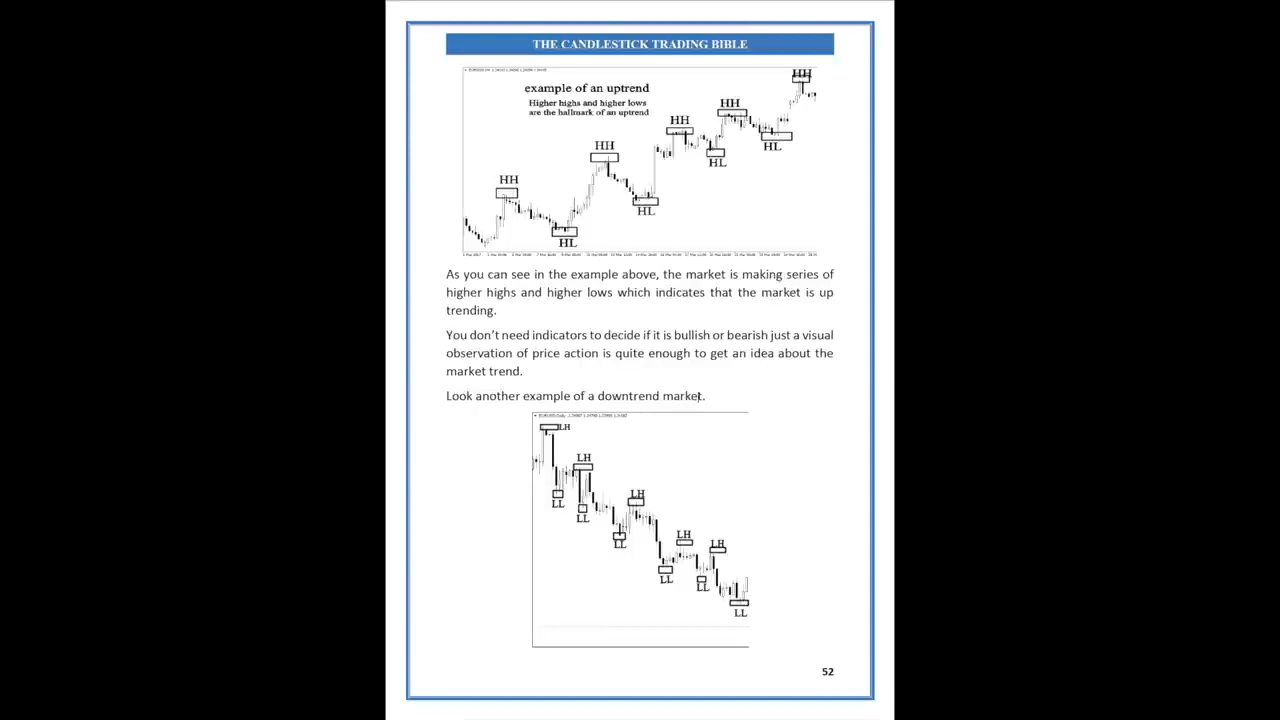 THE CANDLESTICK TRADING BIBLE
example of an uptrend
Higher highs and higher lows
are the hallmark of an uptrend
HH
HH
HH
HH
HH
HL
HL
HL
HL
As you can see in the example above, the market is making series of
higher highs and higher lows which indicates that the market is up
trending.
You don't need indicators to decide if it is bullish or bearish just a visual
observation of price action is quite enough to get an idea about the
market trend.
Look another example of a downtrend market.
LH
LH
LH
LH
LH
LL
LL
LL
LL
LL
LL
52